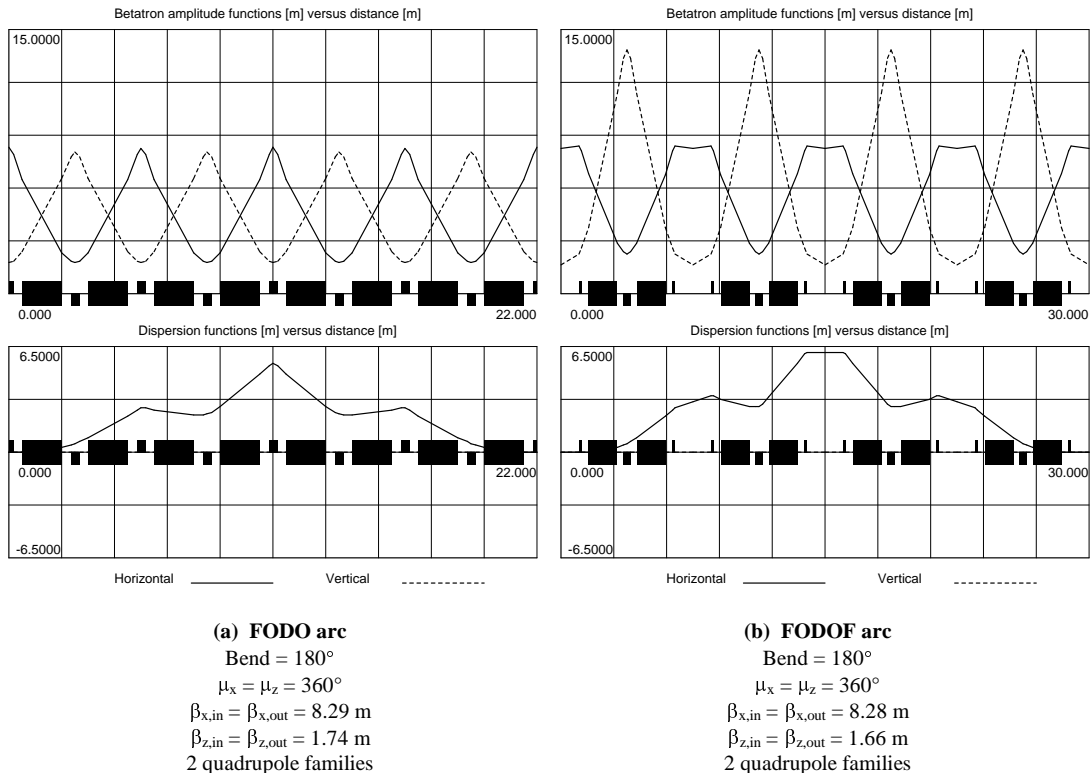 Betatron amplitude functions [m] versus distance [m]
15.0000
0.000
22.000
Dispersion functions [m] versus distance [m]
6.5000
0.000
22.000
-6.5000
Horizontal
Vertical
(a) FODO arc
Bend = 180°
μx = μz = 360°
βx,in = βx,out = 8.29 m
βz,in = βz,out = 1.74 m
2 quadrupole families
Betatron amplitude functions [m] versus distance [m]
15.0000
0.000
30.000
Dispersion functions [m] versus distance [m]
6.5000
0.000
30.000
-6.5000
Horizontal
Vertical
(b) FODOF arc
Bend = 180°
μx = μz = 360°
βx,in = βx,out = 8.28 m
βz,in = βz,out = 1.66 m
2 quadrupole families